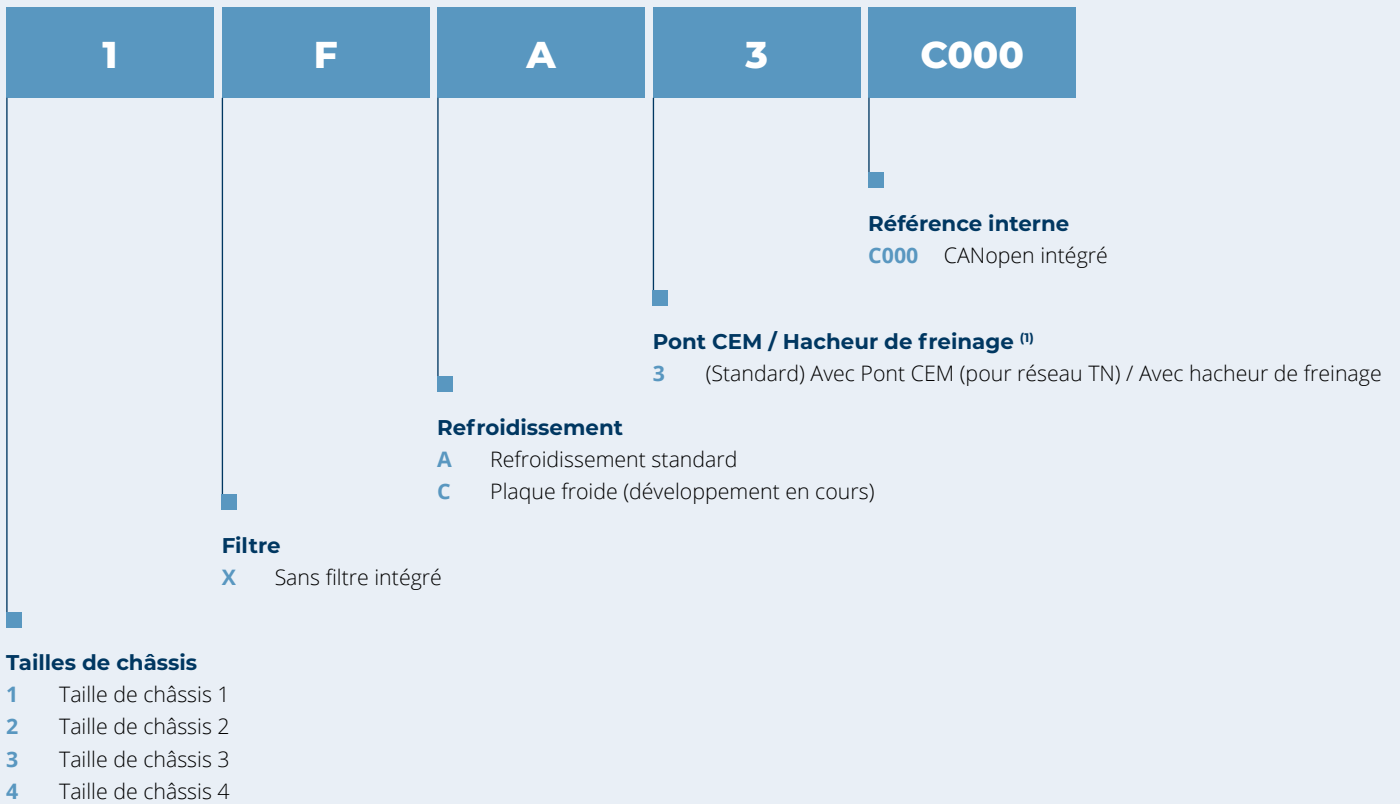 1 F A 3 C000
Référence interne
C000 CANopen intégré
Pont CEM / Hacheur de freinage (1)
3 (Standard) Avec Pont CEM (pour réseau TN) / Avec hacheur de freinage
Refroidissement
A Refroidissement standard
C Plaque froide (développement en cours)
Filtre
X Sans filtre intégré
Tailles de châssis
1 Taille de châssis 1
2 Taille de châssis 2
3 Taille de châssis 3
4 Taille de châssis 4